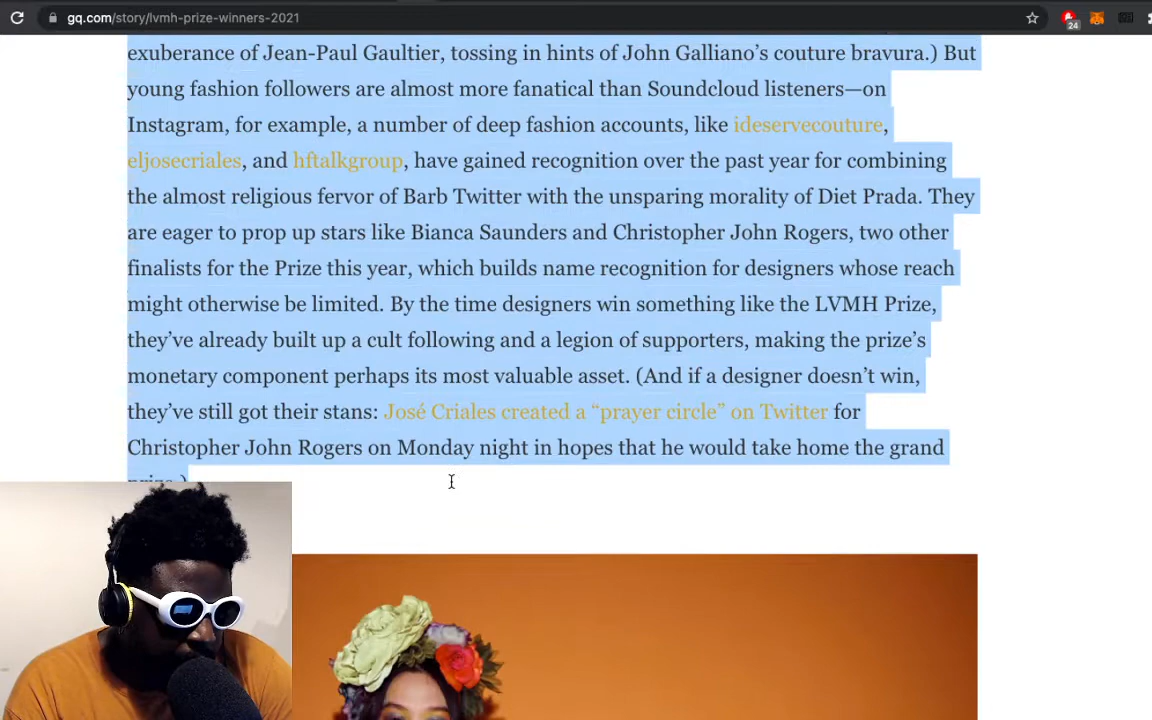 gq.com/story/lvmh-prize-winners-2021
24
exuberance of Jean-Paul Gaultier, tossing in hints of John Galliano’s couture bravura.) But
young fashion followers are almost more fanatical than Soundcloud listeners—on
Instagram, for example, a number of deep fashion accounts, like ideservecouture,
eljosecriales, and hftalkgroup, have gained recognition over the past year for combining
the almost religious fervor of Barb Twitter with the unsparing morality of Diet Prada. They
are eager to prop up stars like Bianca Saunders and Christopher John Rogers, two other
finalists for the Prize this year, which builds name recognition for designers whose reach
might otherwise be limited. By the time designers win something like the LVMH Prize,
they’ve already built up a cult following and a legion of supporters, making the prize’s
monetary component perhaps its most valuable asset. (And if a designer doesn’t win,
they’ve still got their stans: José Criales created a “prayer circle” on Twitter for
Christopher John Rogers on Monday night in hopes that he would take home the grand
prize.)